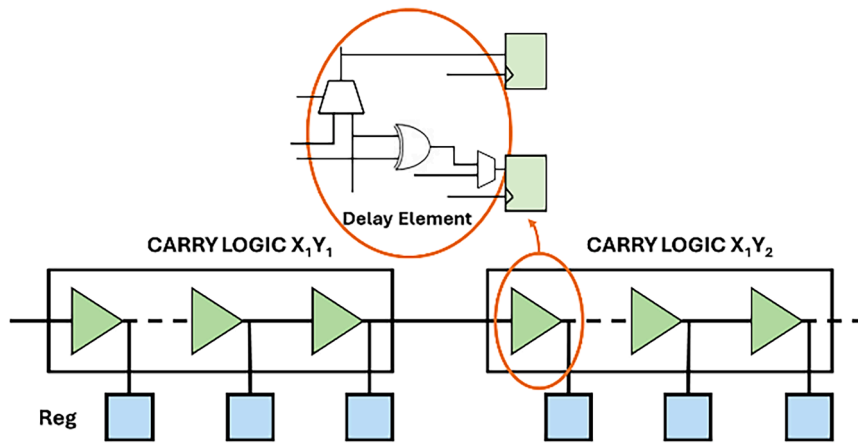 Delay Element
CARRY LOGIC X₁Y₁
CARRY LOGIC X₁Y₂
Reg